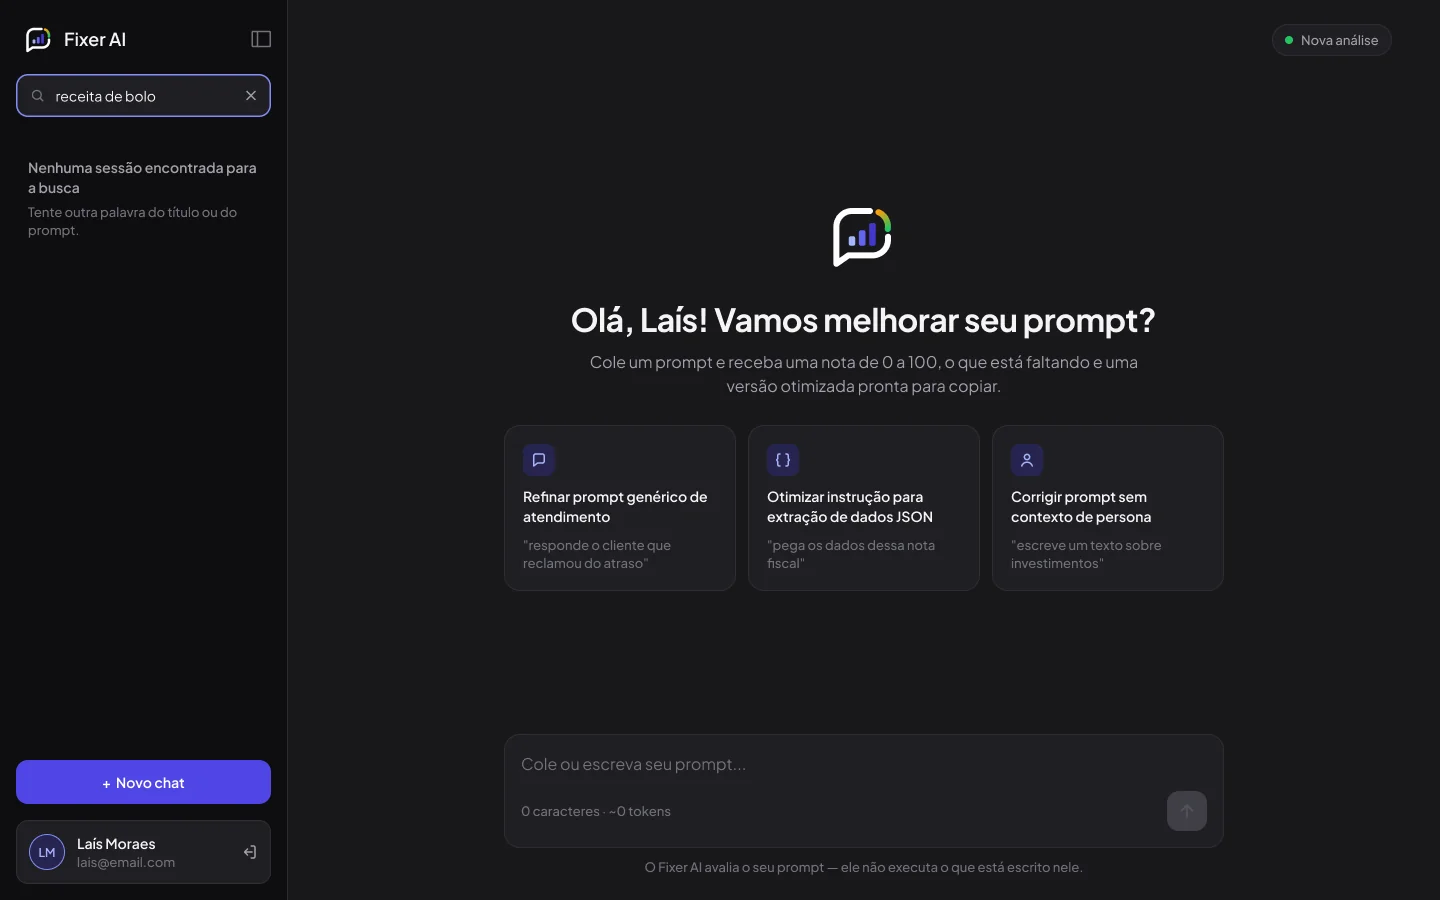 Fixer AI
receita de bolo
Nenhuma sessão encontrada para
a busca
Tente outra palavra do título ou do
prompt.
+ Novo chat
LM
Laís Moraes
lais@email.com
Nova análise
Olá, Laís! Vamos melhorar seu prompt?
Cole um prompt e receba uma nota de 0 a 100, o que está faltando e uma
versão otimizada pronta para copiar.
Refinar prompt genérico de
atendimento
"responde o cliente que
reclamou do atraso"
Otimizar instrução para
extração de dados JSON
"pega os dados dessa nota
fiscal"
Corrigir prompt sem
contexto de persona
"escreve um texto sobre
investimentos"
Cole ou escreva seu prompt...
0 caracteres · ~0 tokens
O Fixer AI avalia o seu prompt — ele não executa o que está escrito nele.